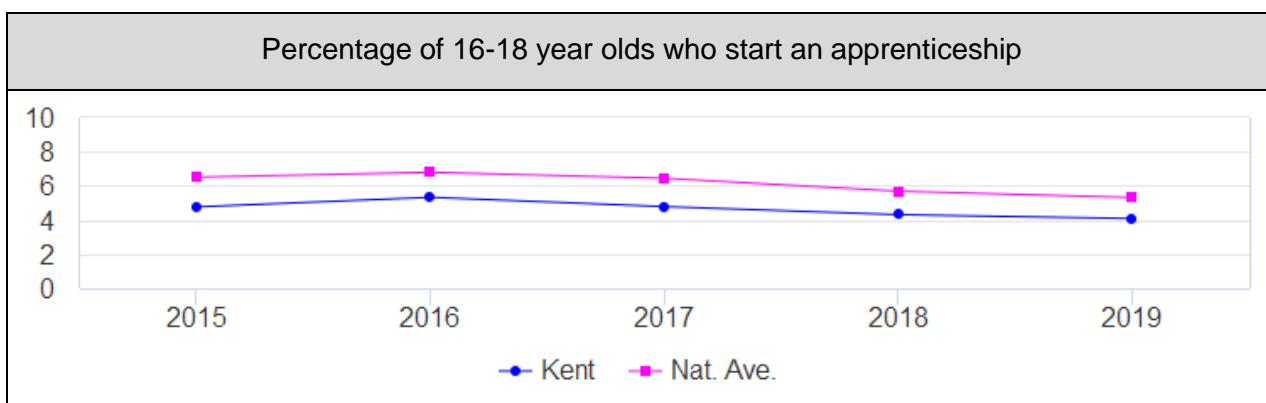 Percentage of 16-18 year olds who start an apprenticeship
10
8
6
4
2
0
2015 2016 2017 2018 2019
Kent Nat. Ave.